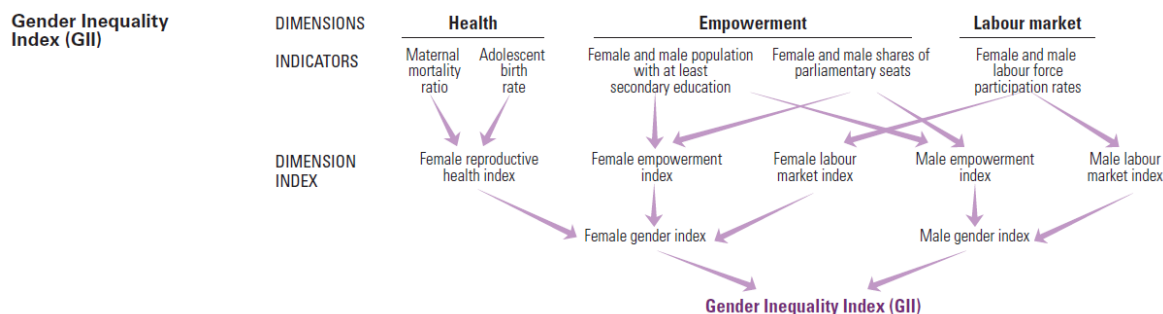 Gender Inequality
Index (GII)
DIMENSIONS
Health
Empowerment
Labour market
INDICATORS
Maternal
mortality
ratio
Adolescent
birth
rate
Female and male population
with at least
secondary education
Female and male shares of
parliamentary seats
Female and male
labour force
participation rates
DIMENSION
INDEX
Female reproductive
health index
Female empowerment
index
Female labour
market index
Male empowerment
index
Male labour
market index
Female gender index
Male gender index
Gender Inequality Index (GII)